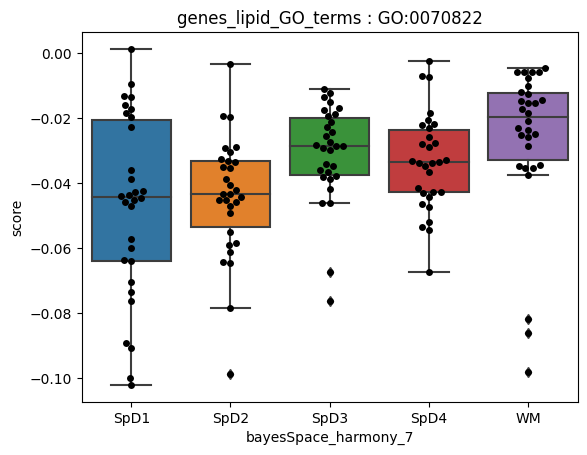 genes_lipid_GO_terms : GO:0070822
0.00
−0.02
−0.04
−0.06
−0.08
−0.10
score
SpD1 SpD2 SpD3 SpD4 WM
bayesSpace_harmony_7